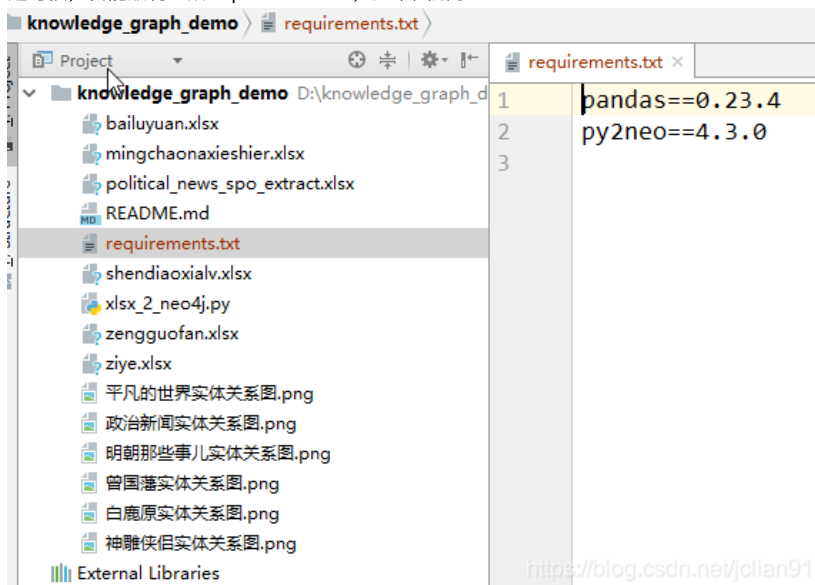 knowledge_graph_demo requirements.txt
Project
requirements.txt
knowledge_graph_demo D:\knowledge_graph_d
bailuyuan.xlsx
mingchaonaxieshier.xlsx
political_news_spo_extract.xlsx
README.md
requirements.txt
shendiaoxialv.xlsx
xlsx_2_neo4j.py
zengguofan.xlsx
ziye.xlsx
平凡的世界实体关系图.png
政治新闻实体关系图.png
明朝那些事儿实体关系图.png
曾国藩实体关系图.png
白鹿原实体关系图.png
神雕侠侣实体关系图.png
External Libraries
1 pandas==0.23.4
2 py2neo==4.3.0
3
https://blog.csdn.net/jclian91